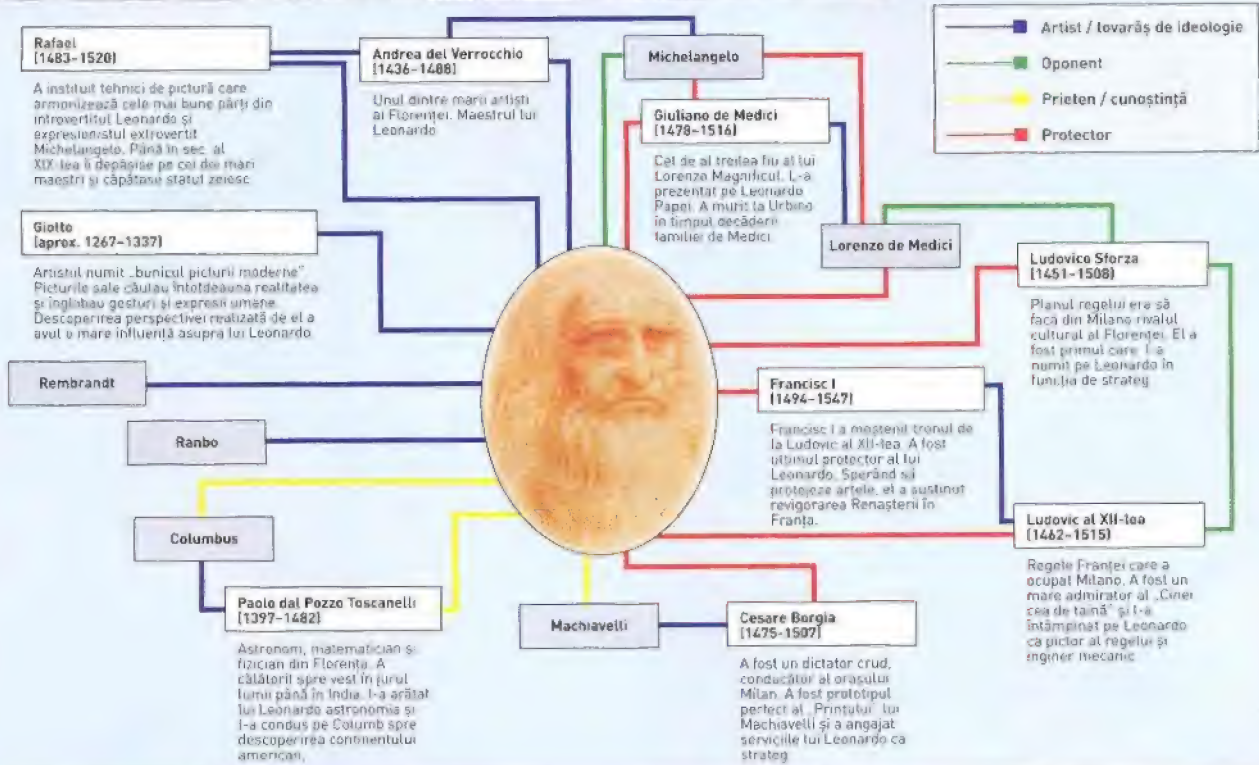 Rafael
(1483–1520)
A instituit tehnici de pictură care
armonizează cele mai bune părți din
introvertitul Leonardo și
expresionistul extrovertit
Michelangelo. Până în sec. al
XIX-lea îi depășise pe cei doi mari
maeștri și căpătase statut zeiesc
Andrea del Verrocchio
(1436–1488)
Unul dintre marii artiști
ai Florenței. Maestrul lui
Leonardo
Michelangelo
Giuliano de Medici
(1478–1516)
Cel de al treilea fiu al lui
Lorenzo Magnificul. L-a
prezentat pe Leonardo
Papei. A murit la Urbino
în timpul decăderii
familiei de Medici
Artist / tovarăș de ideologie
Oponent
Prieten / cunoștință
Protector
Giotto
(aprox. 1267–1337)
Artistul numit „bunicul picturii moderne”
Picturile sale căutau întotdeauna realitatea
și înglobau gesturi și expresii umane
Descoperirea perspectivei realizată de el a
avut o mare influență asupra lui Leonardo
Lorenzo de Medici
Ludovico Sforza
(1451–1508)
Planul regelui era să
facă din Milano rivalul
cultural al Florenței. El a
fost primul care l-a
numit pe Leonardo în
funcția de strateg
Rembrandt
Ranbo
Francisc I
(1494–1547)
Francisc I a moștenit tronul de
la Ludovic al XII-lea. A fost
ultimul protector al lui
Leonardo. Sperând să
protejeze artele, el a susținut
revigorarea Renașterii în
Franța.
Columbus
Ludovic al XII-lea
(1462–1515)
Regele Franței care a
ocupat Milano. A fost un
mare admirator al „Cinei
cea de taină” și l-a
întâmpinat pe Leonardo
ca pictor al regelui și
inginer mecanic
Paolo dal Pozzo Toscanelli
(1397–1482)
Astronom, matematician și
fizician din Florența. A
călătorit spre vest în jurul
lumii până în India. I-a arătat
lui Leonardo astronomia și
l-a condus pe Columb spre
descoperirea continentului
american.
Machiavelli
Cesare Borgia
(1475-1507)
A fost un dictator crud,
conducător al orașului
Milan. A fost prototipul
perfect al „Prințului” lui
Machiavelli și a angajat
serviciile lui Leonardo ca
strateg